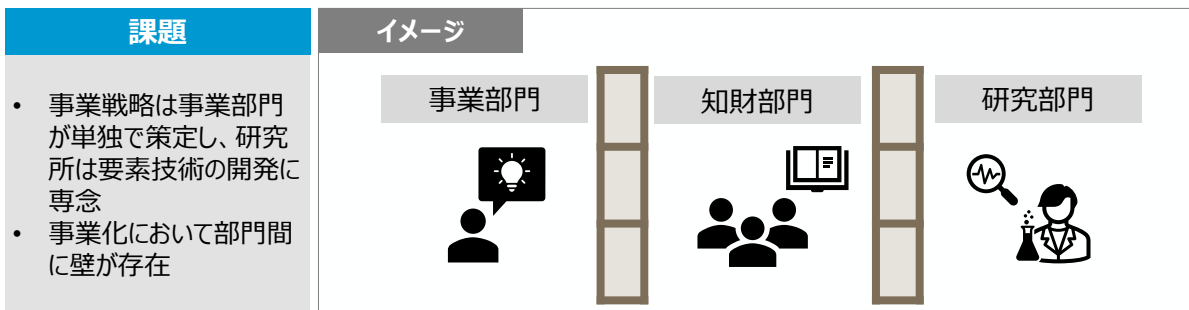 課題
• 事業戦略は事業部門
が単独で策定し、研究
所は要素技術の開発に
専念
• 事業化において部門間
に壁が存在
イメージ
事業部門
知財部門
研究部門